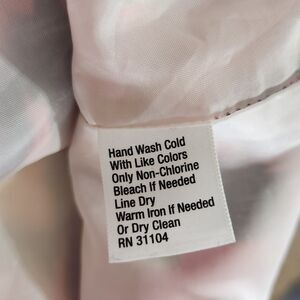 Hand Wash Cold
With Like Colors
Only Non-Chlorine
Bleach If Needed
Line Dry
Warm Iron If Needed
Or Dry Clean
RN 31104